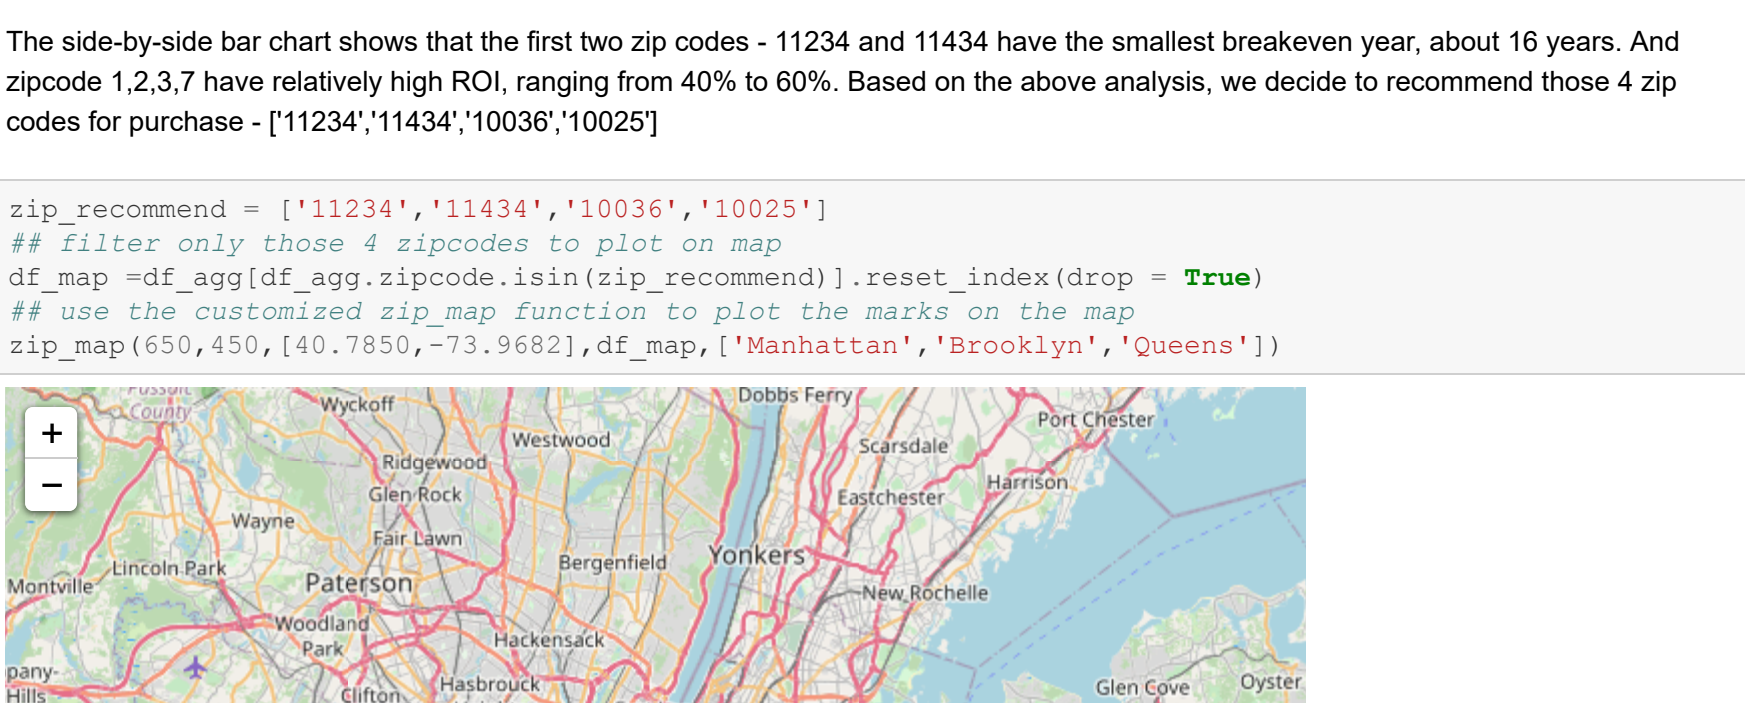 The side-by-side bar chart shows that the first two zip codes - 11234 and 11434 have the smallest breakeven year, about 16 years. And
zipcode 1,2,3,7 have relatively high ROI, ranging from 40% to 60%. Based on the above analysis, we decide to recommend those 4 zip
codes for purchase - ['11234','11434','10036','10025']
zip_recommend = ['11234','11434','10036','10025']
## filter only those 4 zipcodes to plot on map
df_map =df_agg[df_agg.zipcode.isin(zip_recommend)].reset_index(drop = True)
## use the customized zip_map function to plot the marks on the map
zip_map(650,450,[40.7850,-73.9682],df_map,['Manhattan','Brooklyn','Queens'])
Passaic
County
Wyckoff
Dobbs Ferry
Port Chester
+
Westwood
Scarsdale
Ridgewood
−
Glen Rock
Eastchester
Harrison
Wayne
Fair Lawn
Bergenfield
Yonkers
Lincoln Park
Montville
Paterson
New Rochelle
Woodland
Park
Hackensack
pany-
Hills
Clifton
Hasbrouck
Glen Cove
Oyster